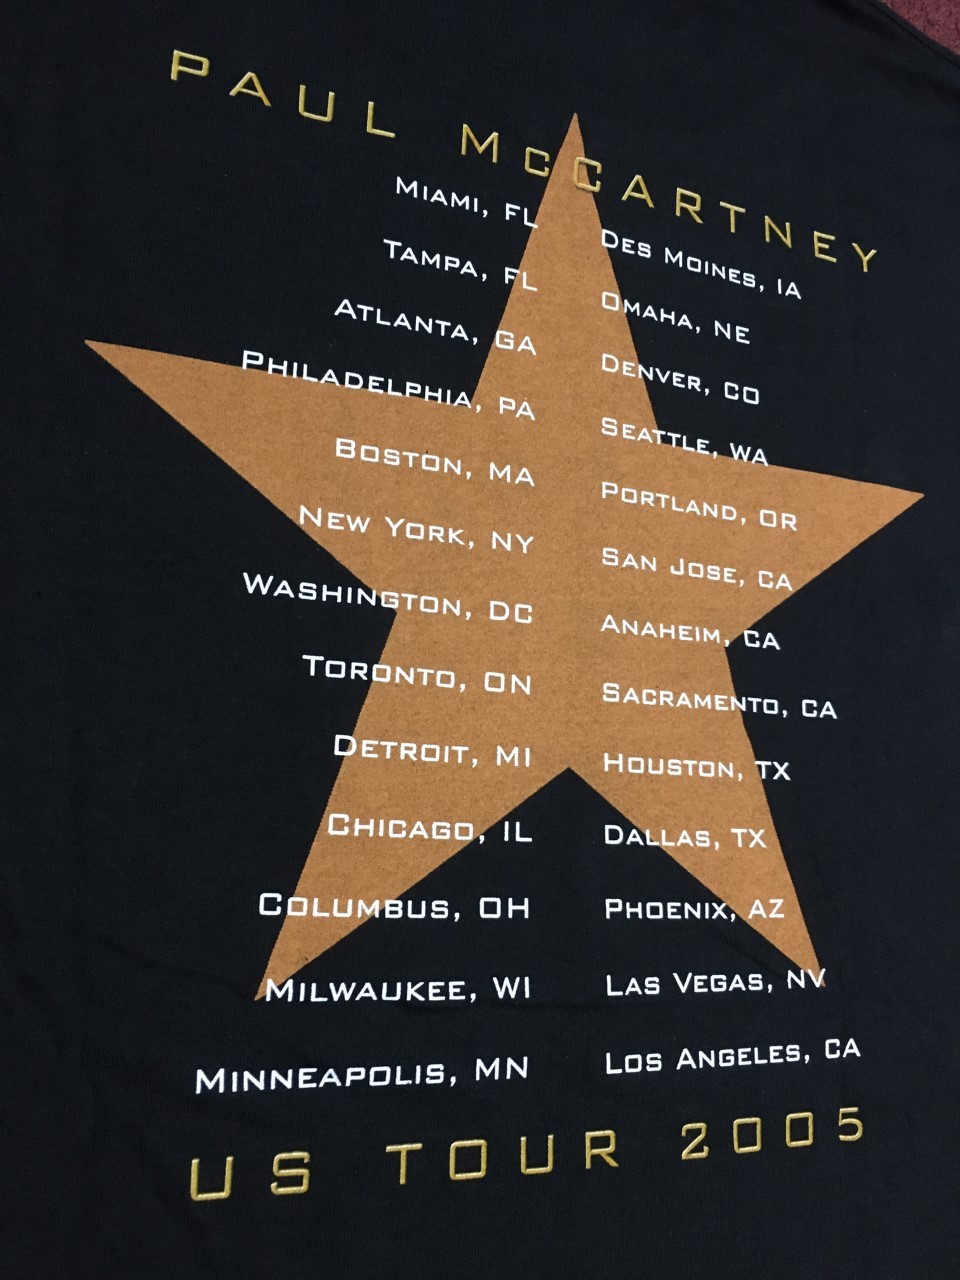 PAUL MCCARTNEY
MIAMI, FL
TAMPA, FL
ATLANTA, GA
PHILADELPHIA, PA
BOSTON, MA
NEW YORK, NY
WASHINGTON, DC
TORONTO, ON
DETROIT, MI
CHICAGO, IL
COLUMBUS, OH
MILWAUKEE, WI
MINNEAPOLIS, MN
DES MOINES, IA
OMAHA, NE
DENVER, CO
SEATTLE, WA
PORTLAND, OR
SAN JOSE, CA
ANAHEIM, CA
SACRAMENTO, CA
HOUSTON, TX
DALLAS, TX
PHOENIX, AZ
LAS VEGAS, NV
LOS ANGELES, CA
US TOUR 2005